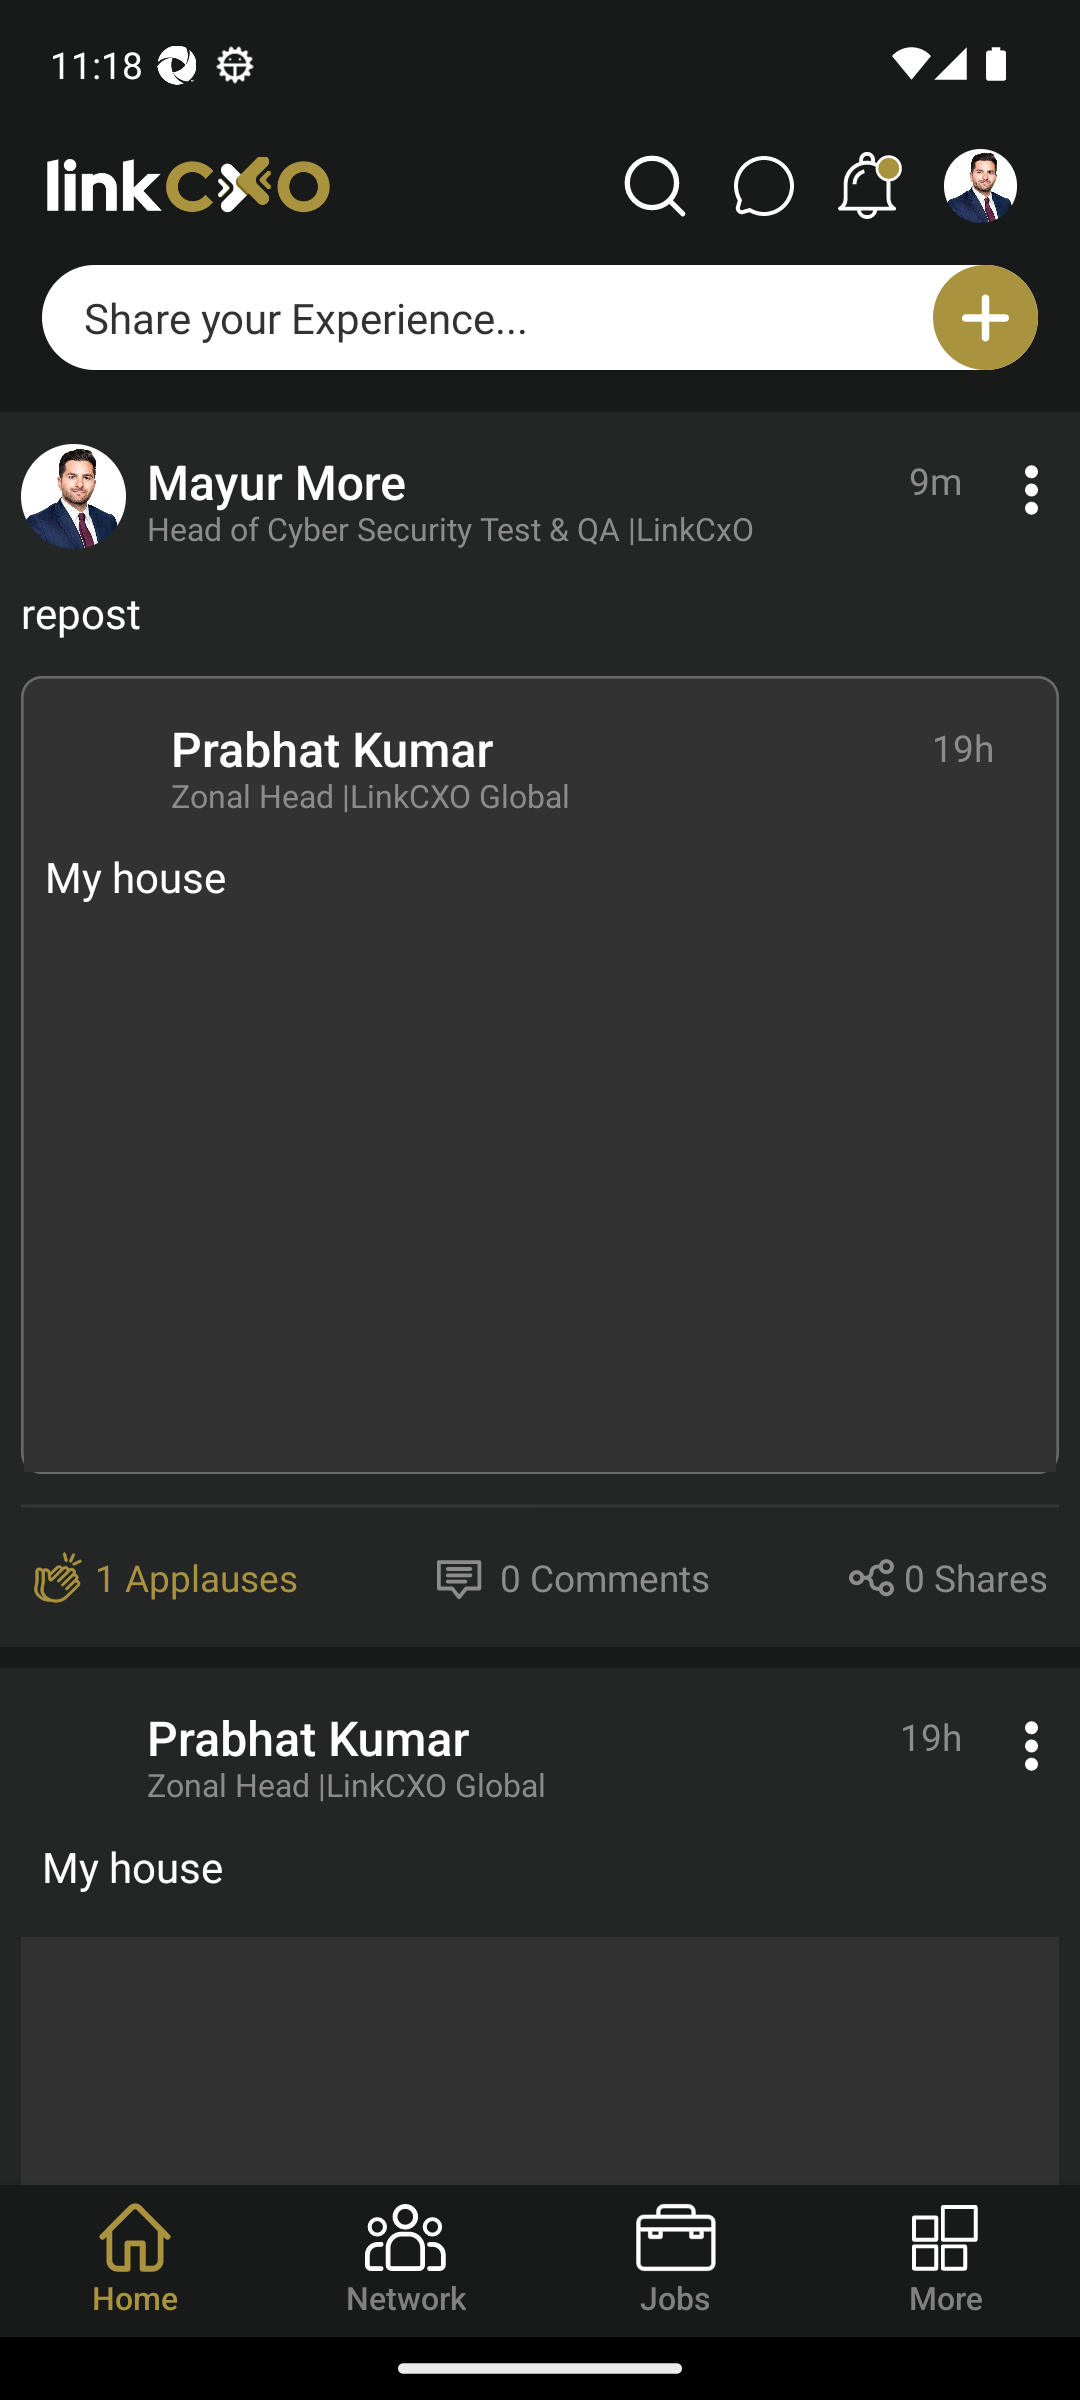 11:18
linkCXO
Share your Experience...
Mayur More
9m
Head of Cyber Security Test & QA |LinkCxO
repost
Prabhat Kumar
19h
Zonal Head |LinkCXO Global
My house
1 Applauses
0 Comments
0 Shares
Prabhat Kumar
19h
Zonal Head |LinkCXO Global
My house
Home
Network
Jobs
More